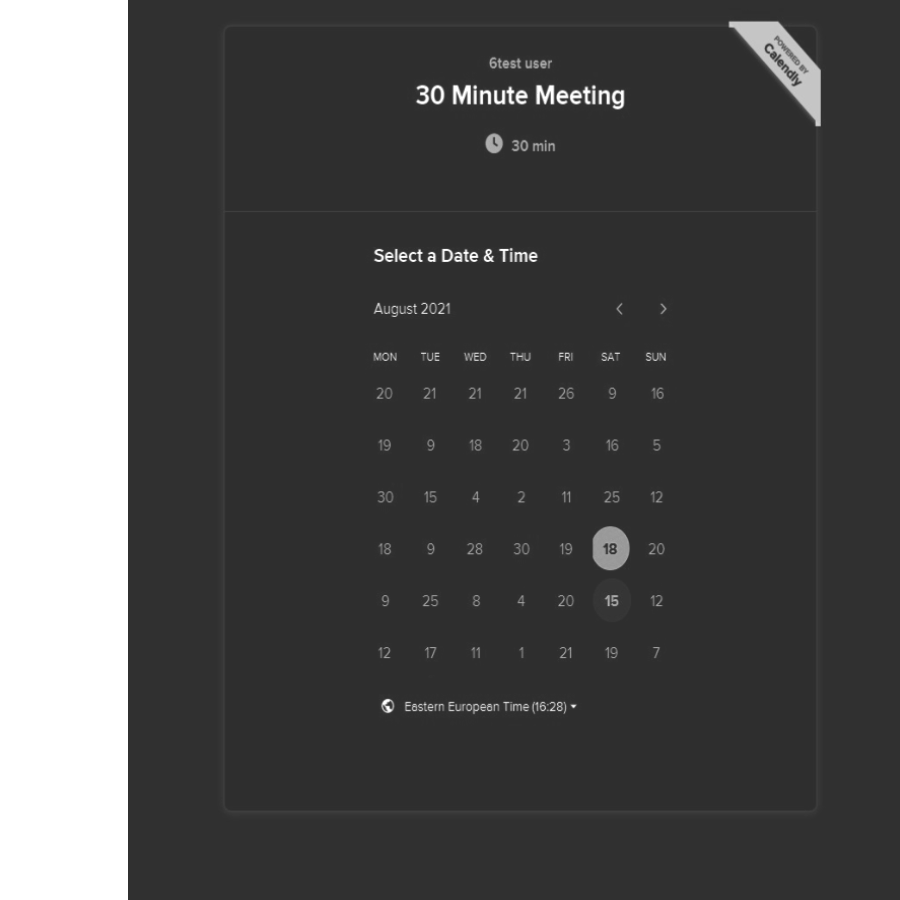 POWERED BY
Calendly
6test user
30 Minute Meeting
30 min
Select a Date & Time
August 2021
MON TUE WED THU FRI SAT SUN
20 21 21 21 26 9 16
19 9 18 20 3 16 5
30 15 4 2 11 25 12
18 9 28 30 19 18 20
9 25 8 4 20 15 12
12 17 11 1 21 19 7
Eastern European Time (16:28)